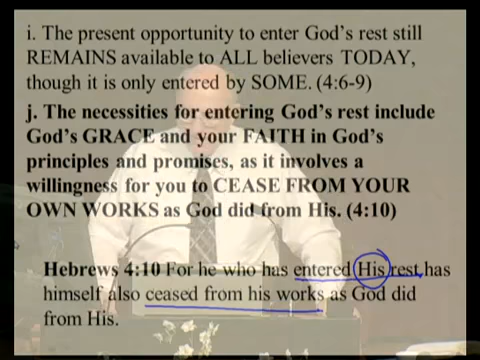 i. The present opportunity to enter God's rest still
REMAINS available to ALL believers TODAY,
though it is only entered by SOME. (4:6-9)
j. The necessities for entering God's rest include
God's GRACE and your FAITH in God's
principles and promises, as it involves a
willingness for you to CEASE FROM YOUR
OWN WORKS as God did from His. (4:10)
Hebrews 4:10 For he who has entered His rest has
himself also ceased from his works as God did
from His.